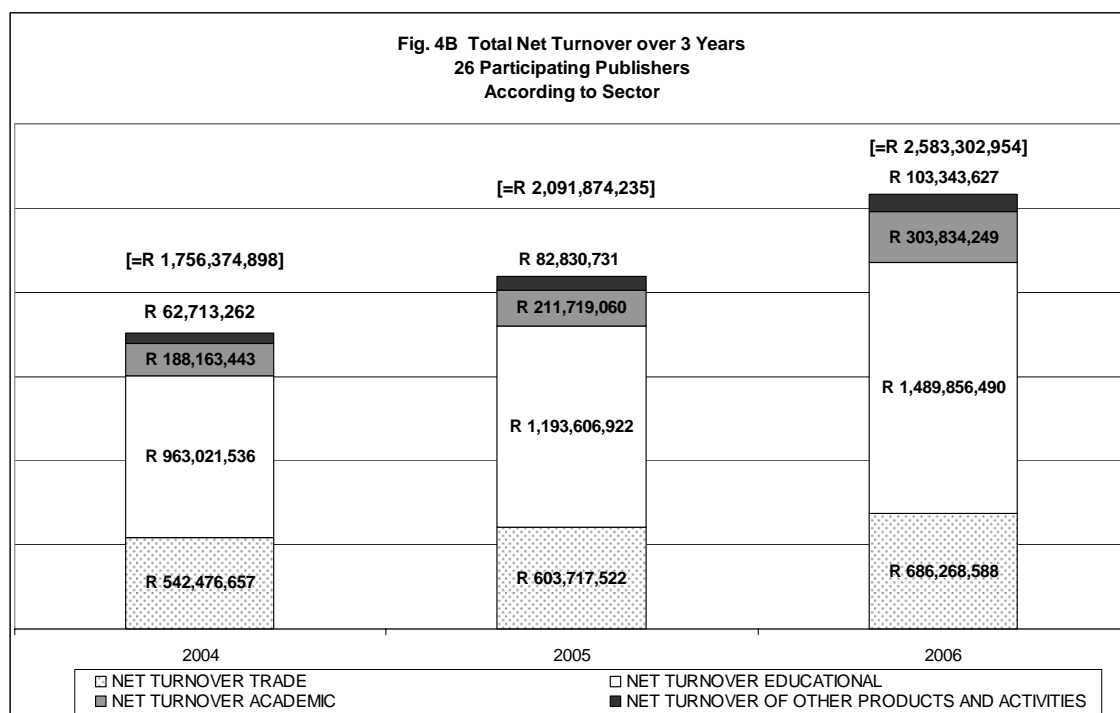 Fig. 4B  Total Net Turnover over 3 Years
26 Participating Publishers
According to Sector
[=R 1,756,374,898]
R 62,713,262
R 188,163,443
R 963,021,536
R 542,476,657
[=R 2,091,874,235]
R 82,830,731
R 211,719,060
R 1,193,606,922
R 603,717,522
[=R 2,583,302,954]
R 103,343,627
R 303,834,249
R 1,489,856,490
R 686,268,588
2004
2005
2006
NET TURNOVER TRADE
NET TURNOVER EDUCATIONAL
NET TURNOVER ACADEMIC
NET TURNOVER OF OTHER PRODUCTS AND ACTIVITIES